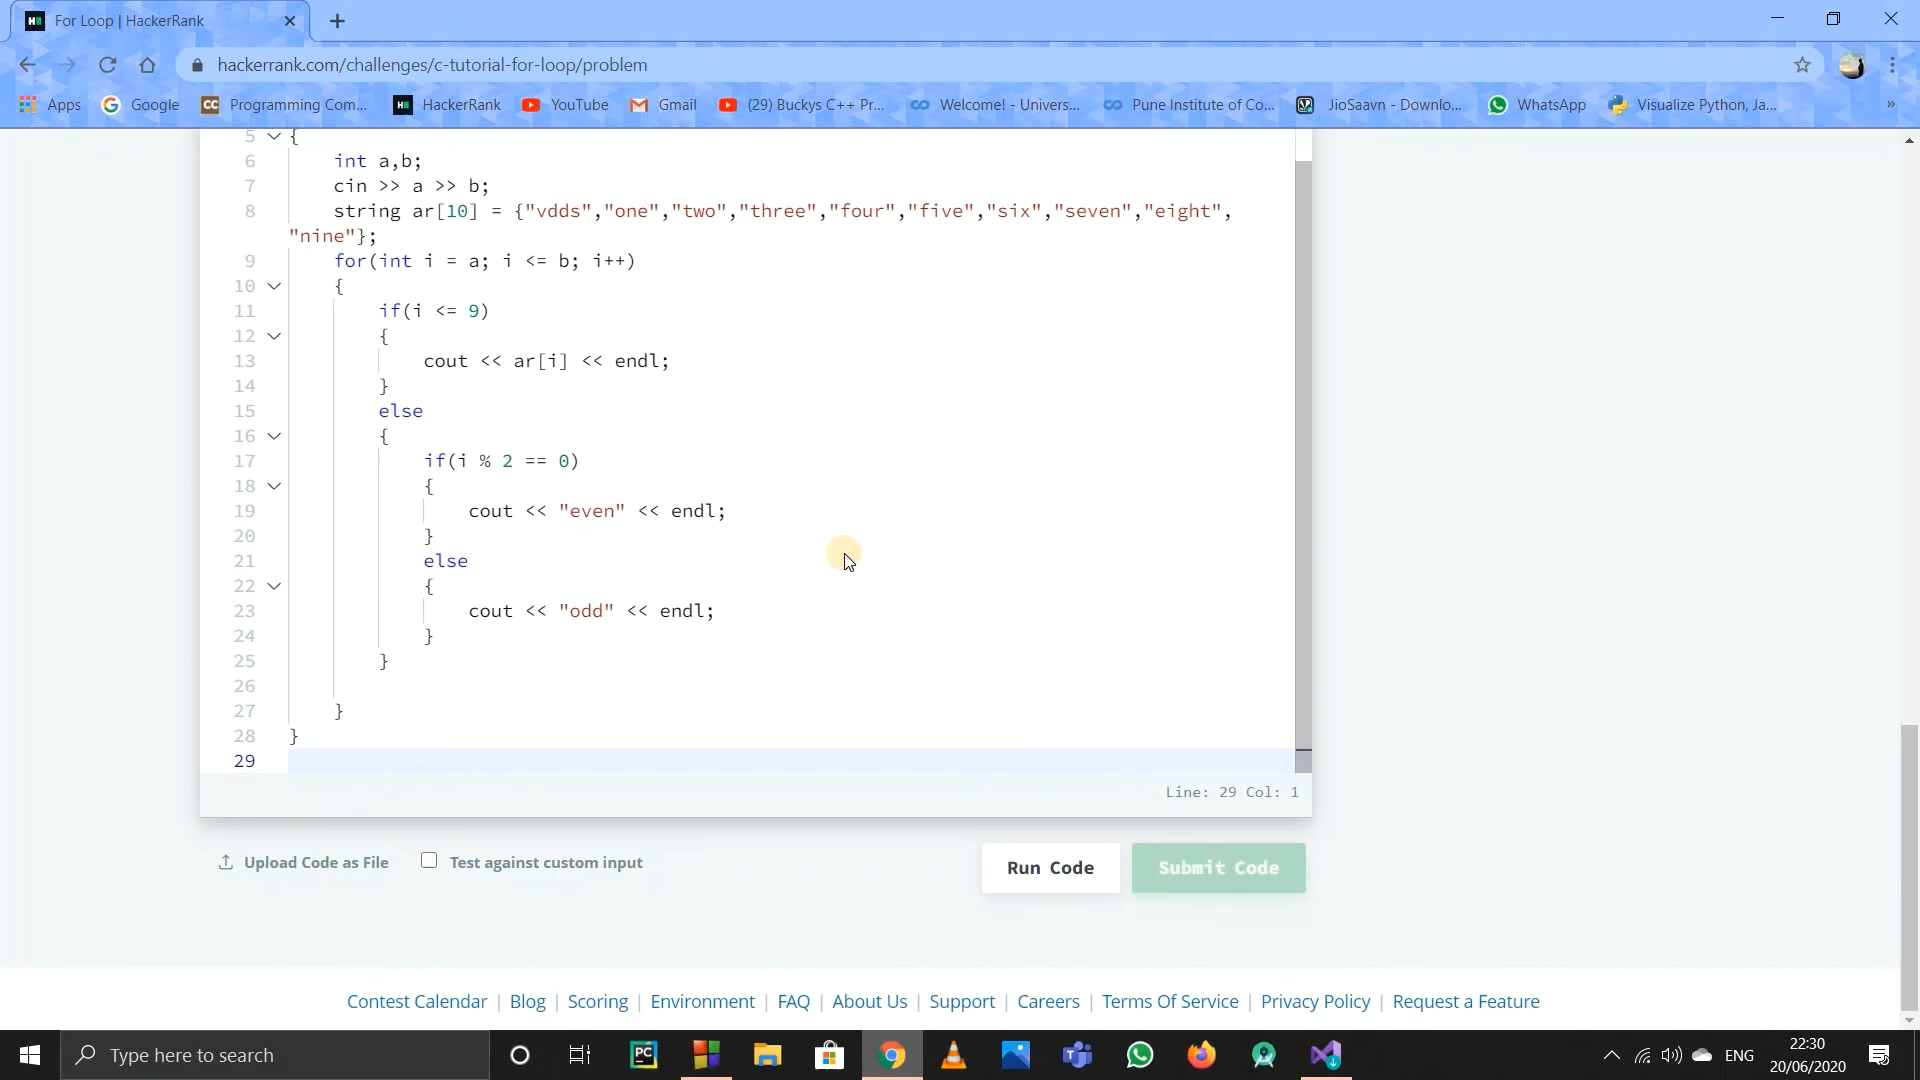 For Loop | HackerRank
hackerrank.com/challenges/c-tutorial-for-loop/problem
Apps Google Programming Com... HackerRank YouTube Gmail (29) Buckys C++ Pr... Welcome! - Univers... Pune Institute of Co... JioSaavn - Downlo... WhatsApp Visualize Python, Ja... »
5 {
6 int a,b;
7 cin >> a >> b;
8 string ar[10] = {"vdds","one","two","three","four","five","six","seven","eight",
"nine"};
9 for(int i = a; i <= b; i++)
10 {
11 if(i <= 9)
12 {
13 cout << ar[i] << endl;
14 }
15 else
16 {
17 if(i % 2 == 0)
18 {
19 cout << "even" << endl;
20 }
21 else
22 {
23 cout << "odd" << endl;
24 }
25 }
26
27 }
28 }
29
Line: 29 Col: 1
Upload Code as File Test against custom input Run Code Submit Code
Contest Calendar | Blog | Scoring | Environment | FAQ | About Us | Support | Careers | Terms Of Service | Privacy Policy | Request a Feature
Type here to search ENG 22:30
20/06/2020